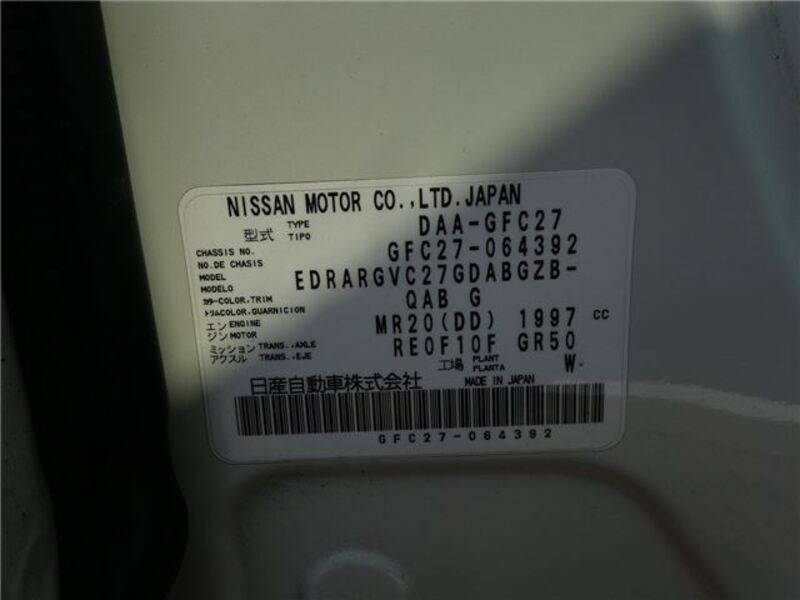 NISSAN MOTOR CO.,LTD.JAPAN
型式 TYPE TIPO DAA-GFC27
CHASSIS NO. NO.DE CHASIS GFC27-064392
MODEL MODELO EDRARGVC27GDABGZB-
カラー・COLOR,TRIM トリムCOLOR,GUARNICION QAB G
エンジン ENGINE MOTOR MR20(DD) 1997 CC
ミッション TRANS.,AXLE アクスル TRANS.,EJE RE0F10F GR50
工場 PLANT PLANTA W-
日産自動車株式会社 MADE IN JAPAN
GFC27-064392